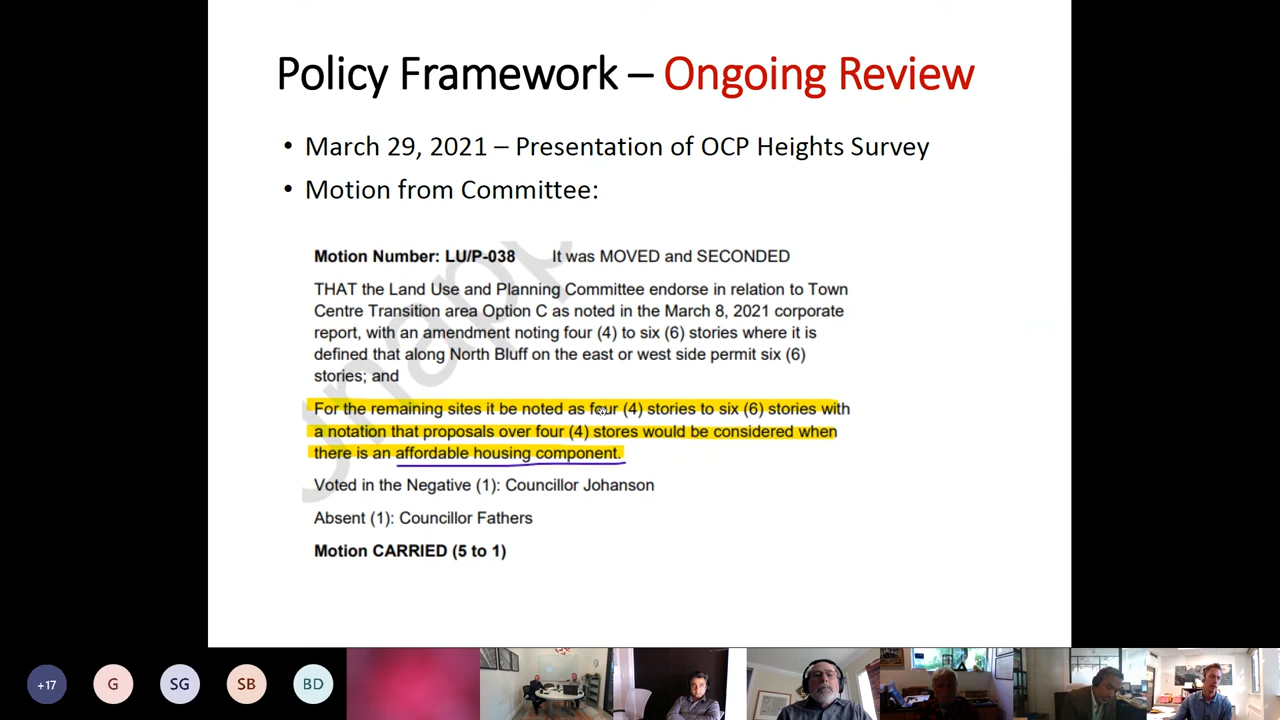 Policy Framework – Ongoing Review
• March 29, 2021 – Presentation of OCP Heights Survey
• Motion from Committee:
Motion Number: LU/P-038 It was MOVED and SECONDED
THAT the Land Use and Planning Committee endorse in relation to Town
Centre Transition area Option C as noted in the March 8, 2021 corporate
report, with an amendment noting four (4) to six (6) stories where it is
defined that along North Bluff on the east or west side permit six (6)
stories; and
For the remaining sites it be noted as four (4) stories to six (6) stories with
a notation that proposals over four (4) stores would be considered when
there is an affordable housing component.
Voted in the Negative (1): Councillor Johanson
Absent (1): Councillor Fathers
Motion CARRIED (5 to 1)
+17 G SG SB BD